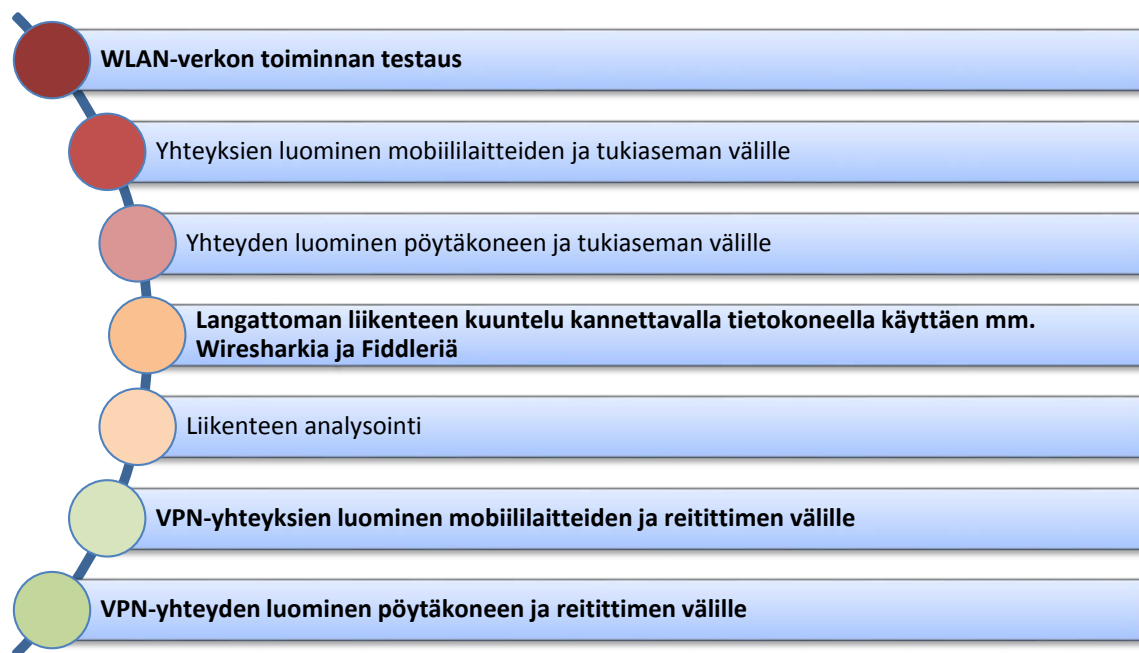 WLAN-verkon toiminnan testaus
Yhteyksien luominen mobiililaitteiden ja tukiaseman välille
Yhteyden luominen pöytäkoneen ja tukiaseman välille
Langattoman liikenteen kuuntelu kannettavalla tietokoneella käyttäen mm.
Wiresharkia ja Fiddleriä
Liikenteen analysointi
VPN-yhteyksien luominen mobiililaitteiden ja reitittimen välille
VPN-yhteyden luominen pöytäkoneen ja reitittimen välille